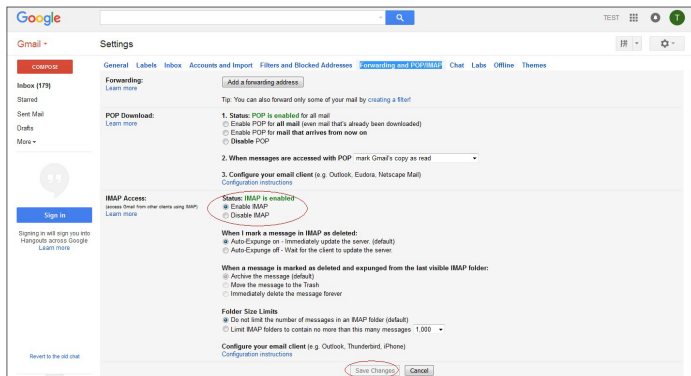 Google
TEST
T
Gmail
Settings
COMPOSE
Inbox (179)
Starred
Sent Mail
Drafts
More
Sign in
Signing in will sign you into
Hangouts across Google
Learn more
Revert to the old chat
General Labels Inbox Accounts and Import Filters and Blocked Addresses Forwarding and POP/IMAP Chat Labs Offline Themes
Forwarding:
Learn more
Add a forwarding address
Tip: You can also forward only some of your mail by creating a filter!
POP Download:
Learn more
1. Status: POP is enabled for all mail
Enable POP for all mail (even mail that's already been downloaded)
Enable POP for mail that arrives from now on
Disable POP
2. When messages are accessed with POP mark Gmail's copy as read
3. Configure your email client (e.g. Outlook, Eudora, Netscape Mail)
Configuration instructions
IMAP Access:
(access Gmail from other clients using IMAP)
Learn more
Status: IMAP is enabled
Enable IMAP
Disable IMAP
When I mark a message in IMAP as deleted:
Auto-Expunge on - Immediately update the server. (default)
Auto-Expunge off - Wait for the client to update the server.
When a message is marked as deleted and expunged from the last visible IMAP folder:
Archive the message (default)
Move the message to the Trash
Immediately delete the message forever
Folder Size Limits
Do not limit the number of messages in an IMAP folder (default)
Limit IMAP folders to contain no more than this many messages 1,000
Configure your email client (e.g. Outlook, Thunderbird, iPhone)
Configuration instructions
Save Changes Cancel